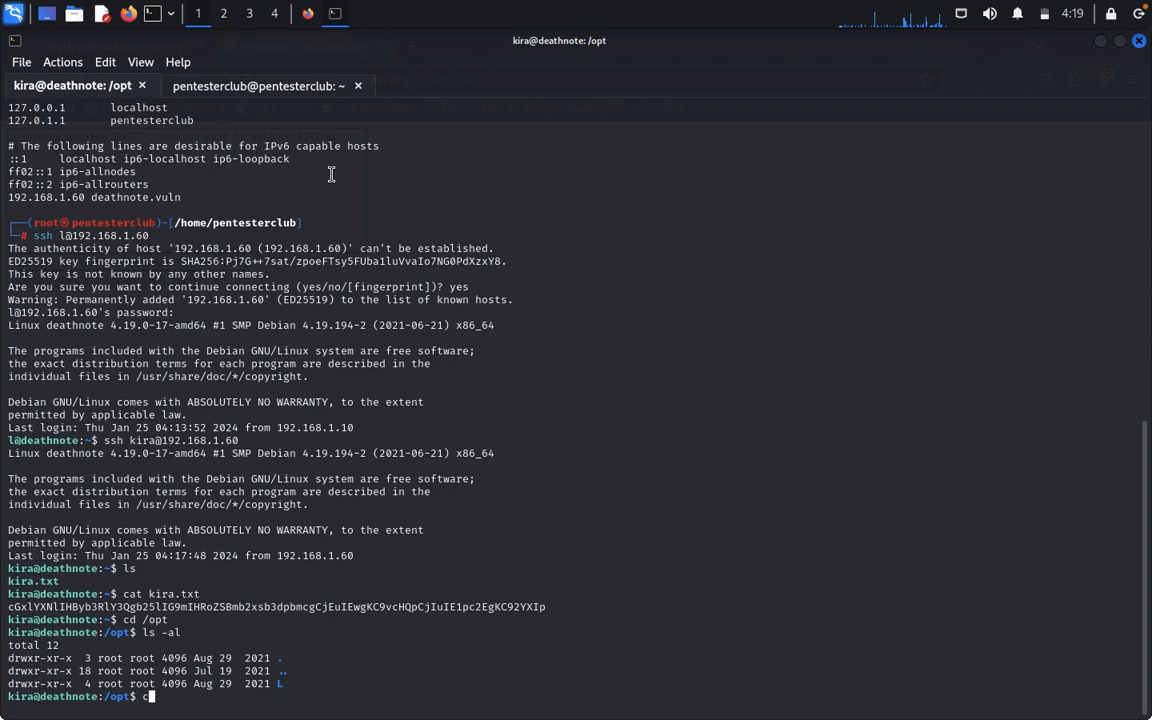 1 2 3 4 4:19
kira@deathnote: /opt
File Actions Edit View Help
kira@deathnote: /opt × pentesterclub@pentesterclub: ~ ×
127.0.0.1 localhost
127.0.1.1 pentesterclub
# The following lines are desirable for IPv6 capable hosts
::1 localhost ip6-localhost ip6-loopback
ff02::1 ip6-allnodes
ff02::2 ip6-allrouters
192.168.1.60 deathnote.vuln
┌──(root㉿pentesterclub)-[/home/pentesterclub]
└─# ssh l@192.168.1.60
The authenticity of host '192.168.1.60 (192.168.1.60)' can't be established.
ED25519 key fingerprint is SHA256:Pj7G++7sat/zpoeFTsy5FUba1luVvaIo7NG0PdXzxY8.
This key is not known by any other names.
Are you sure you want to continue connecting (yes/no/[fingerprint])? yes
Warning: Permanently added '192.168.1.60' (ED25519) to the list of known hosts.
l@192.168.1.60's password:
Linux deathnote 4.19.0-17-amd64 #1 SMP Debian 4.19.194-2 (2021-06-21) x86_64
The programs included with the Debian GNU/Linux system are free software;
the exact distribution terms for each program are described in the
individual files in /usr/share/doc/*/copyright.
Debian GNU/Linux comes with ABSOLUTELY NO WARRANTY, to the extent
permitted by applicable law.
Last login: Thu Jan 25 04:13:52 2024 from 192.168.1.10
l@deathnote:~$ ssh kira@192.168.1.60
Linux deathnote 4.19.0-17-amd64 #1 SMP Debian 4.19.194-2 (2021-06-21) x86_64
The programs included with the Debian GNU/Linux system are free software;
the exact distribution terms for each program are described in the
individual files in /usr/share/doc/*/copyright.
Debian GNU/Linux comes with ABSOLUTELY NO WARRANTY, to the extent
permitted by applicable law.
Last login: Thu Jan 25 04:17:48 2024 from 192.168.1.60
kira@deathnote:~$ ls
kira.txt
kira@deathnote:~$ cat kira.txt
cGxlYXNlIHByb3RlY3Qgb25lIG9mIHRoZSBmb2xsb3dpbmcgCjEuIEwgKC9vcHQpCjIuIE1pc2EgKC92YXIp
kira@deathnote:~$ cd /opt
kira@deathnote:/opt$ ls -al
total 12
drwxr-xr-x 3 root root 4096 Aug 29 2021 .
drwxr-xr-x 18 root root 4096 Jul 19 2021 ..
drwxr-xr-x 4 root root 4096 Aug 29 2021 L
kira@deathnote:/opt$ c